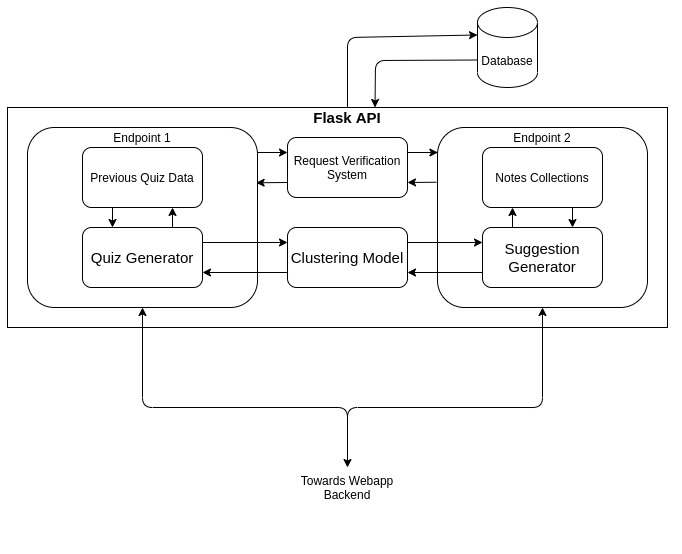 Database
Flask API
Endpoint 1
Previous Quiz Data
Quiz Generator
Request Verification
System
Clustering Model
Endpoint 2
Notes Collections
Suggestion
Generator
Towards Webapp
Backend